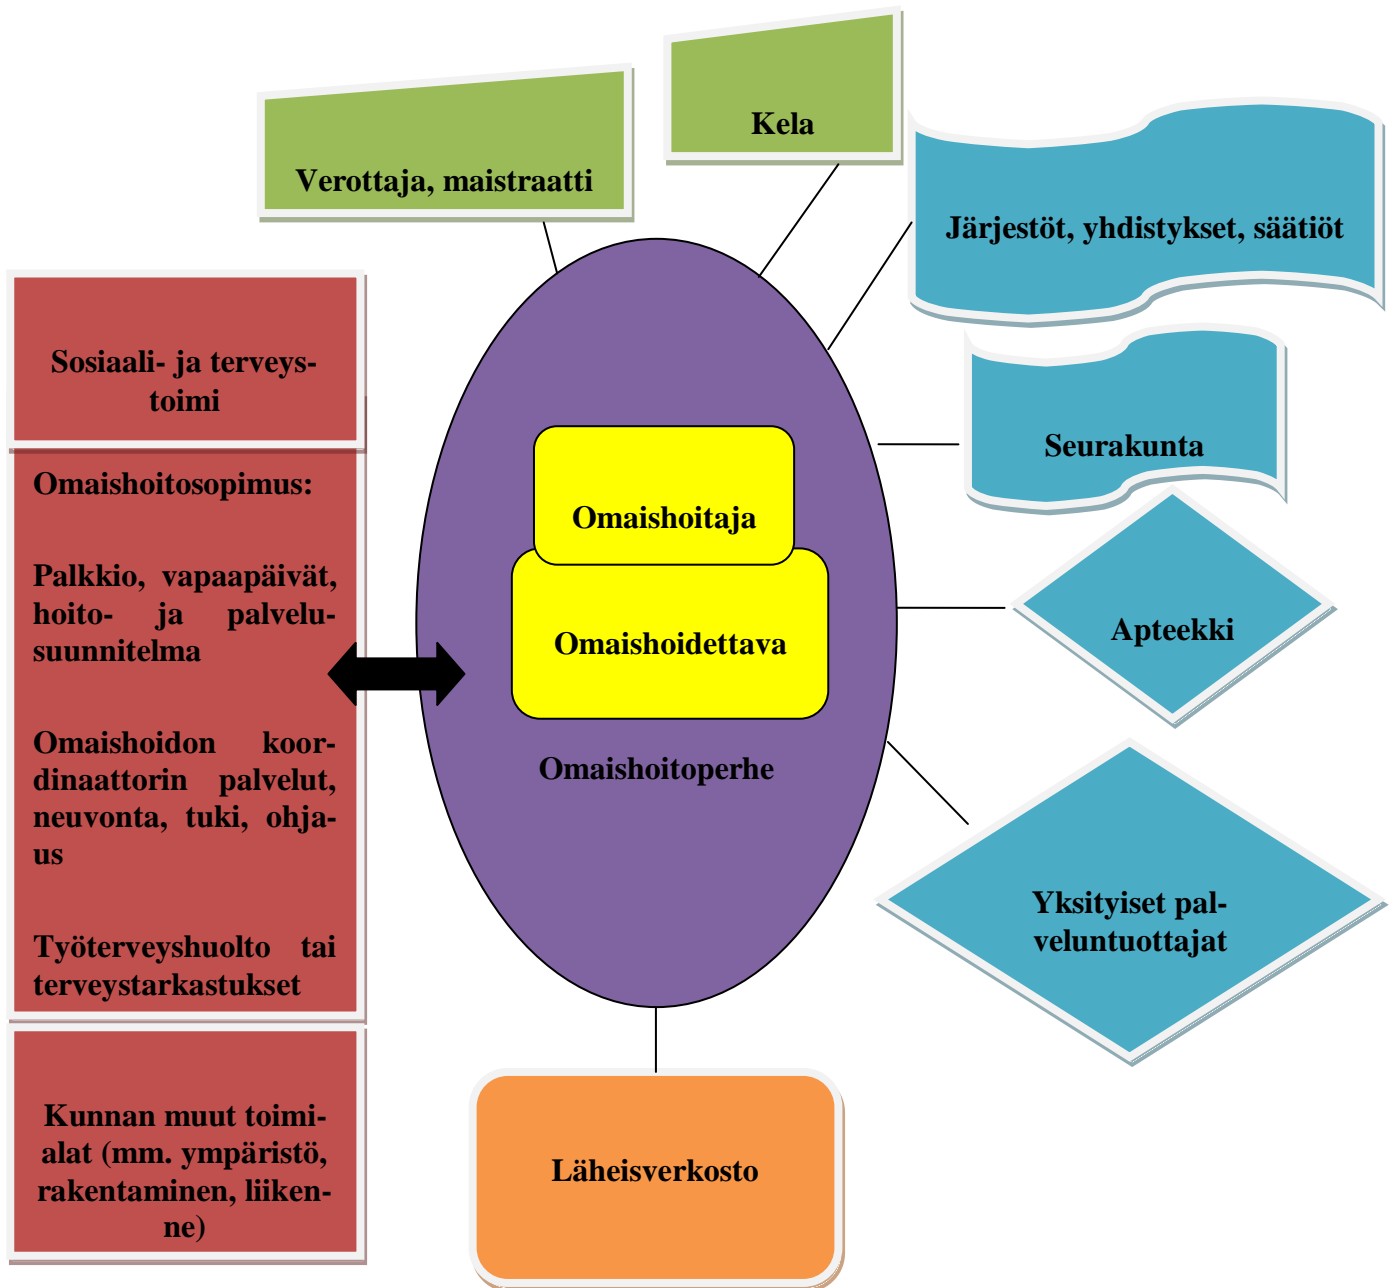 Kela
Verottaja, maistraatti
Järjestöt, yhdistykset, säätiöt
Sosiaali- ja terveys-
toimi
Seurakunta
Omaishoitosopimus:
Palkkio, vapaapäivät,
hoito- ja palvelu-
suunnitelma
Omaishoidon koor-
dinaattorin palvelut,
neuvonta, tuki, ohja-
us
Työterveyshuolto tai
terveystarkastukset
Kunnan muut toimi-
alat (mm. ympäristö,
rakentaminen, liiken-
ne)
Omaishoitaja
Omaishoidettava
Omaishoitoperhe
Apteekki
Yksityiset pal-
veluntuottajat
Läheisverkosto